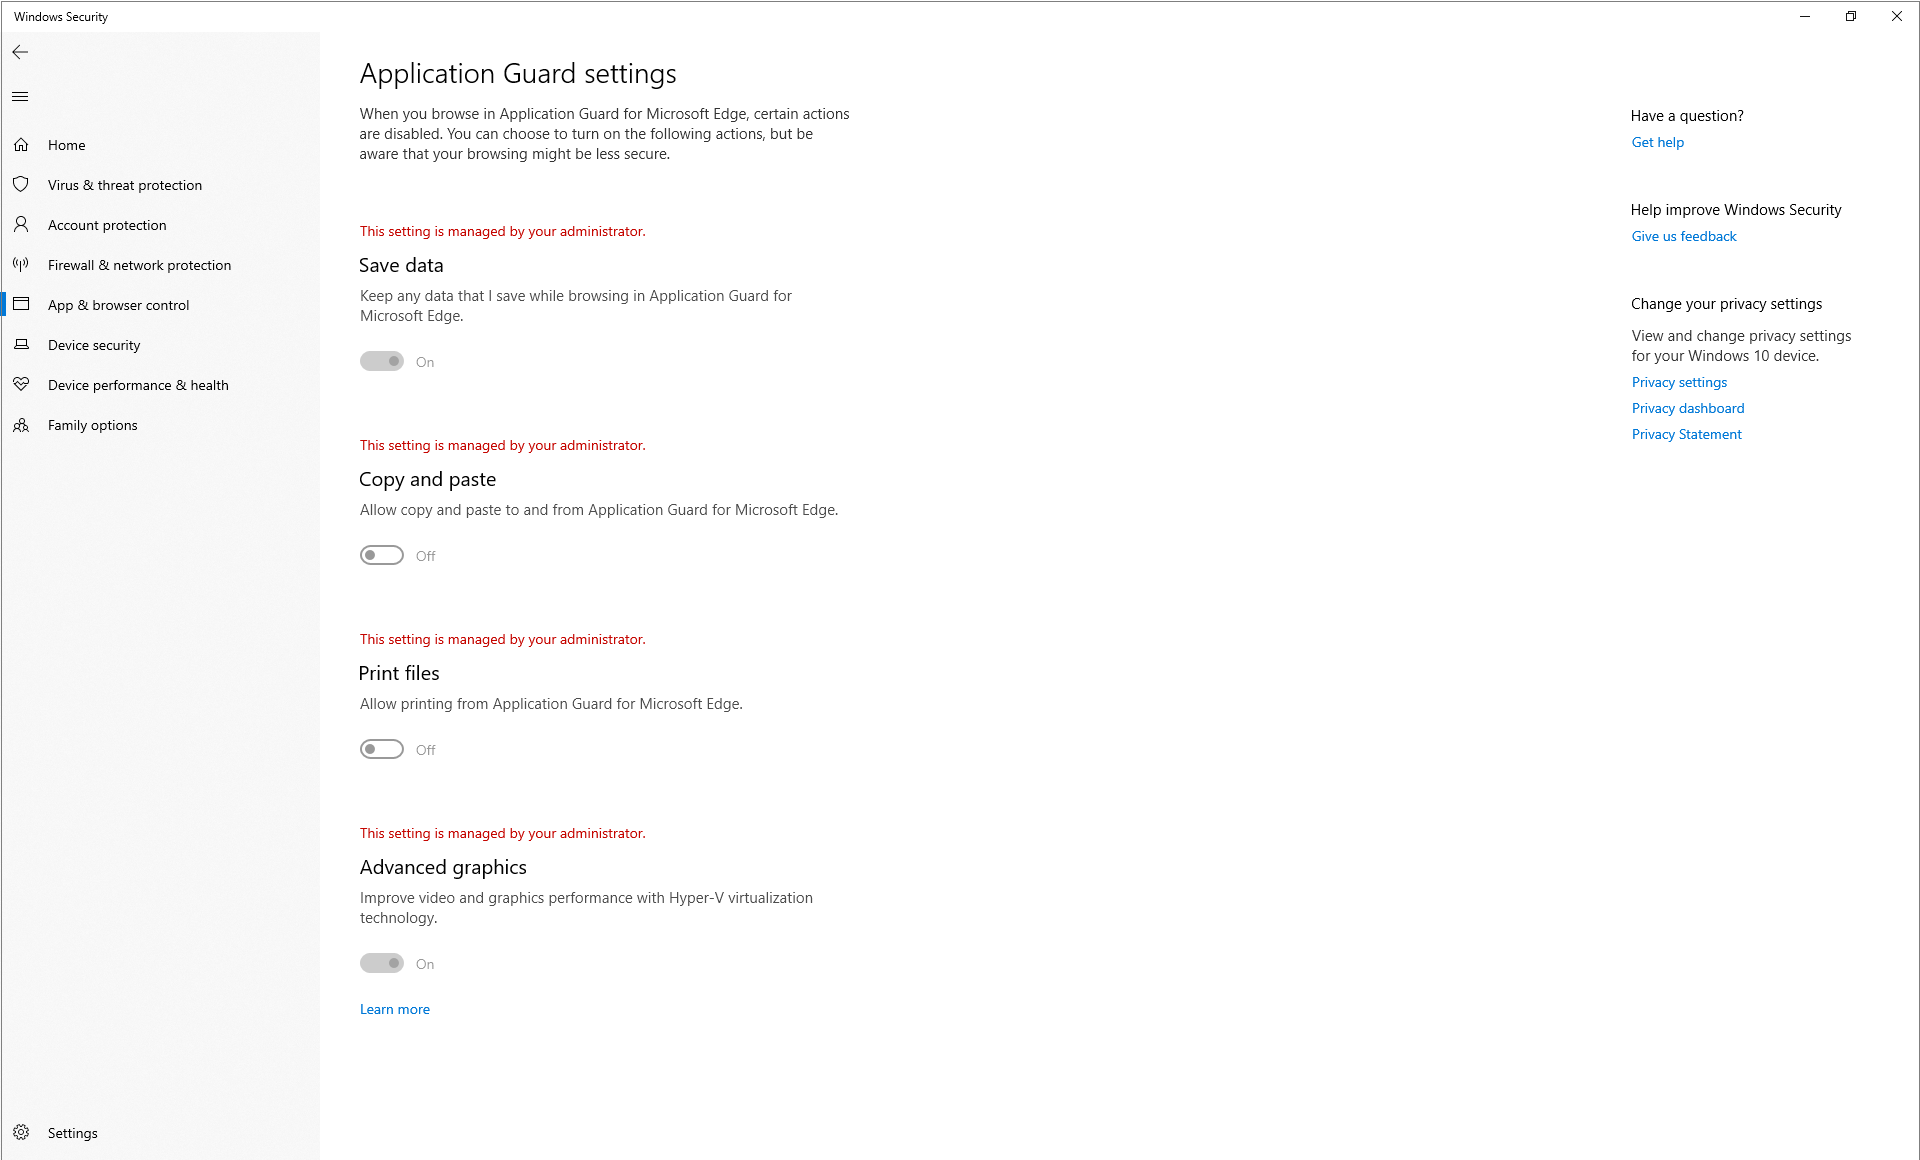 Windows Security
Home
Virus & threat protection
Account protection
Firewall & network protection
App & browser control
Device security
Device performance & health
Family options
Settings
Application Guard settings
When you browse in Application Guard for Microsoft Edge, certain actions
are disabled. You can choose to turn on the following actions, but be
aware that your browsing might be less secure.
This setting is managed by your administrator.
Save data
Keep any data that I save while browsing in Application Guard for
Microsoft Edge.
On
This setting is managed by your administrator.
Copy and paste
Allow copy and paste to and from Application Guard for Microsoft Edge.
Off
This setting is managed by your administrator.
Print files
Allow printing from Application Guard for Microsoft Edge.
Off
This setting is managed by your administrator.
Advanced graphics
Improve video and graphics performance with Hyper-V virtualization
technology.
On
Learn more
Have a question?
Get help
Help improve Windows Security
Give us feedback
Change your privacy settings
View and change privacy settings
for your Windows 10 device.
Privacy settings
Privacy dashboard
Privacy Statement